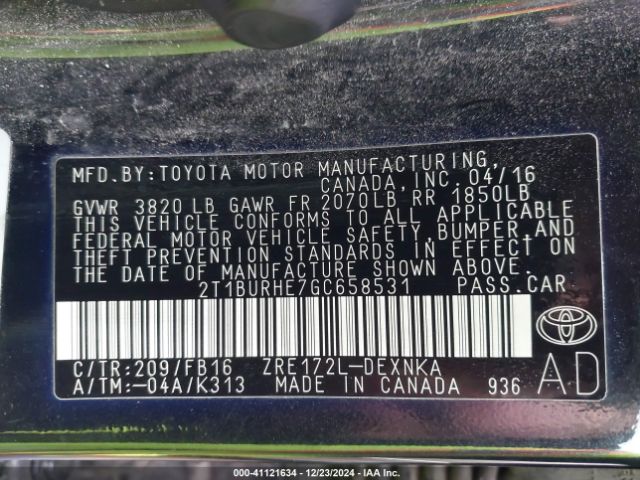 MFD.BY:TOYOTA MOTOR MANUFACTURING,
CANADA,INC. 04/16
GVWR 3820 LB GAWR FR 2070LB RR 1850LB
THIS VEHICLE CONFORMS TO ALL APPLICABLE
FEDERAL MOTOR VEHICLE SAFETY, BUMPER,AND
THEFT PREVENTION STANDARDS IN EFFECT ON
THE DATE OF MANUFACTURE SHOWN ABOVE.
2T1BURHE7GC658531 PASS.CAR
C/TR:209/FB16 ZRE172L-DEXNKA
A/TM:-04A/K313 MADE IN CANADA 936
TOYOTA
AD
000-41121634 - 12/23/2024 - IAA Inc.